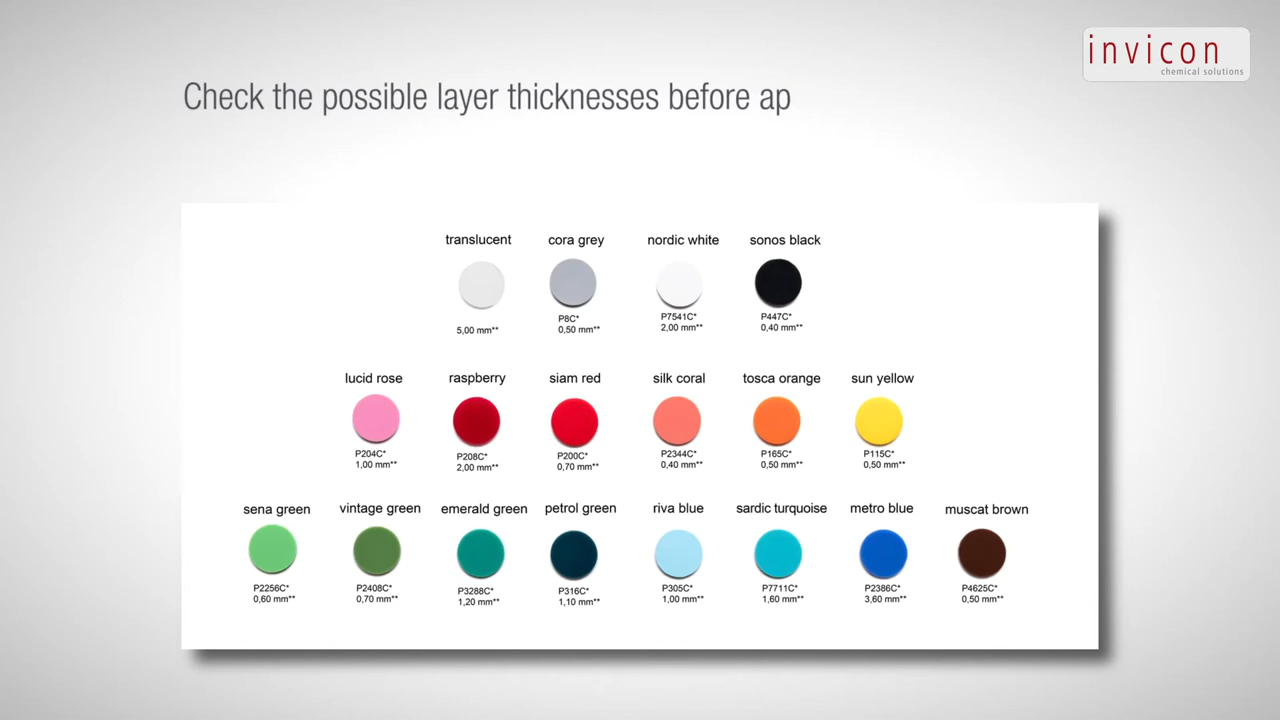 invicon
chemical solutions
Check the possible layer thicknesses before ap
translucent cora grey nordic white sonos black
P8C* P7541C* P447C*
5,00 mm** 0,50 mm** 2,00 mm** 0,40 mm**
lucid rose raspberry siam red silk coral tosca orange sun yellow
P204C* P208C* P200C* P2344C* P165C* P115C*
1,00 mm** 2,00 mm** 0,70 mm** 0,40 mm** 0,50 mm** 0,50 mm**
sena green vintage green emerald green petrol green riva blue sardic turquoise metro blue muscat brown
P2256C* P2408C* P3288C* P316C* P305C* P7711C* P2386C* P4625C*
0,60 mm** 0,70 mm** 1,20 mm** 1,10 mm** 1,00 mm** 1,60 mm** 3,60 mm** 0,50 mm**